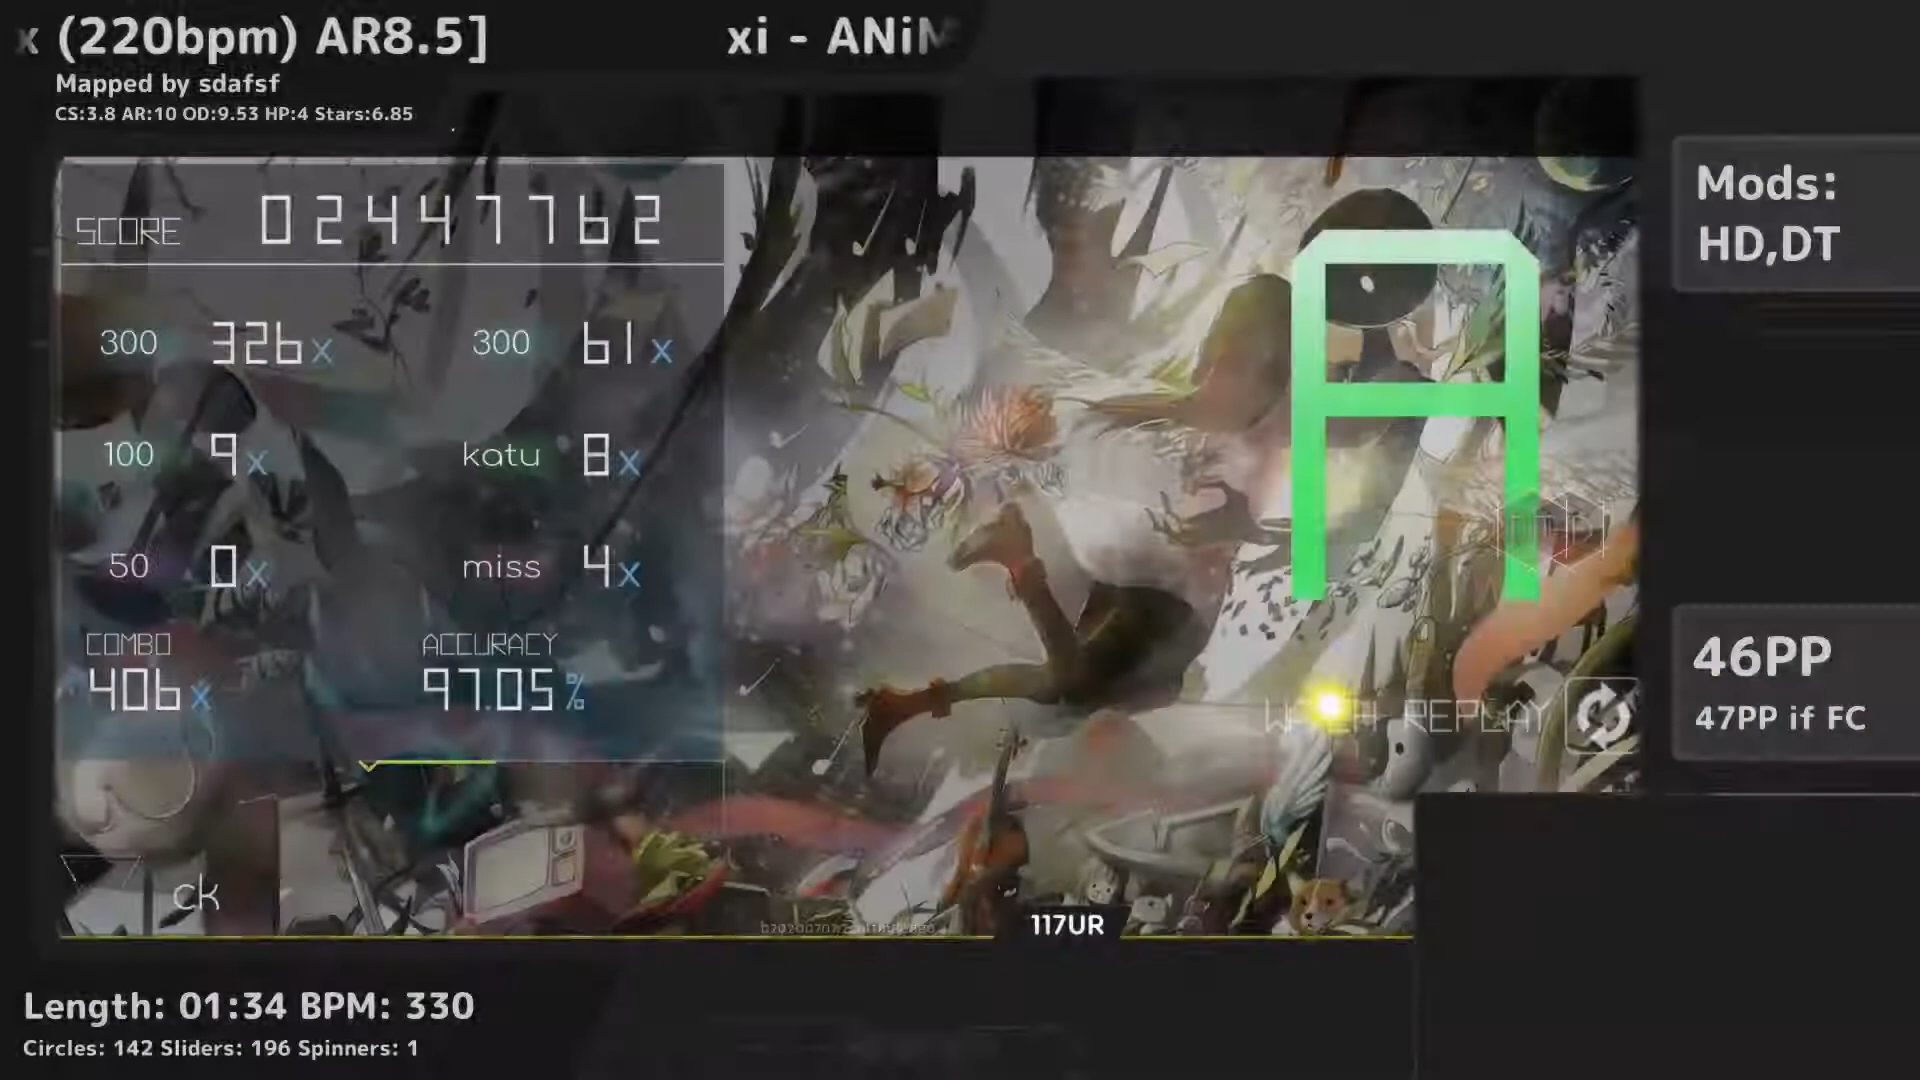 x (220bpm) AR8.5] xi - ANiM
Mapped by sdafsf
CS:3.8 AR:10 OD:9.53 HP:4 Stars:6.85
SCORE 02447762
Mods:
HD,DT
300 326x 300 61x
100 9x katu 8x
50 0x miss 4x
COMBO ACCURACY
406x 97.05%
46PP
47PP if FC
WATCH REPLAY
ck
117UR
Length: 01:34 BPM: 330
Circles: 142 Sliders: 196 Spinners: 1